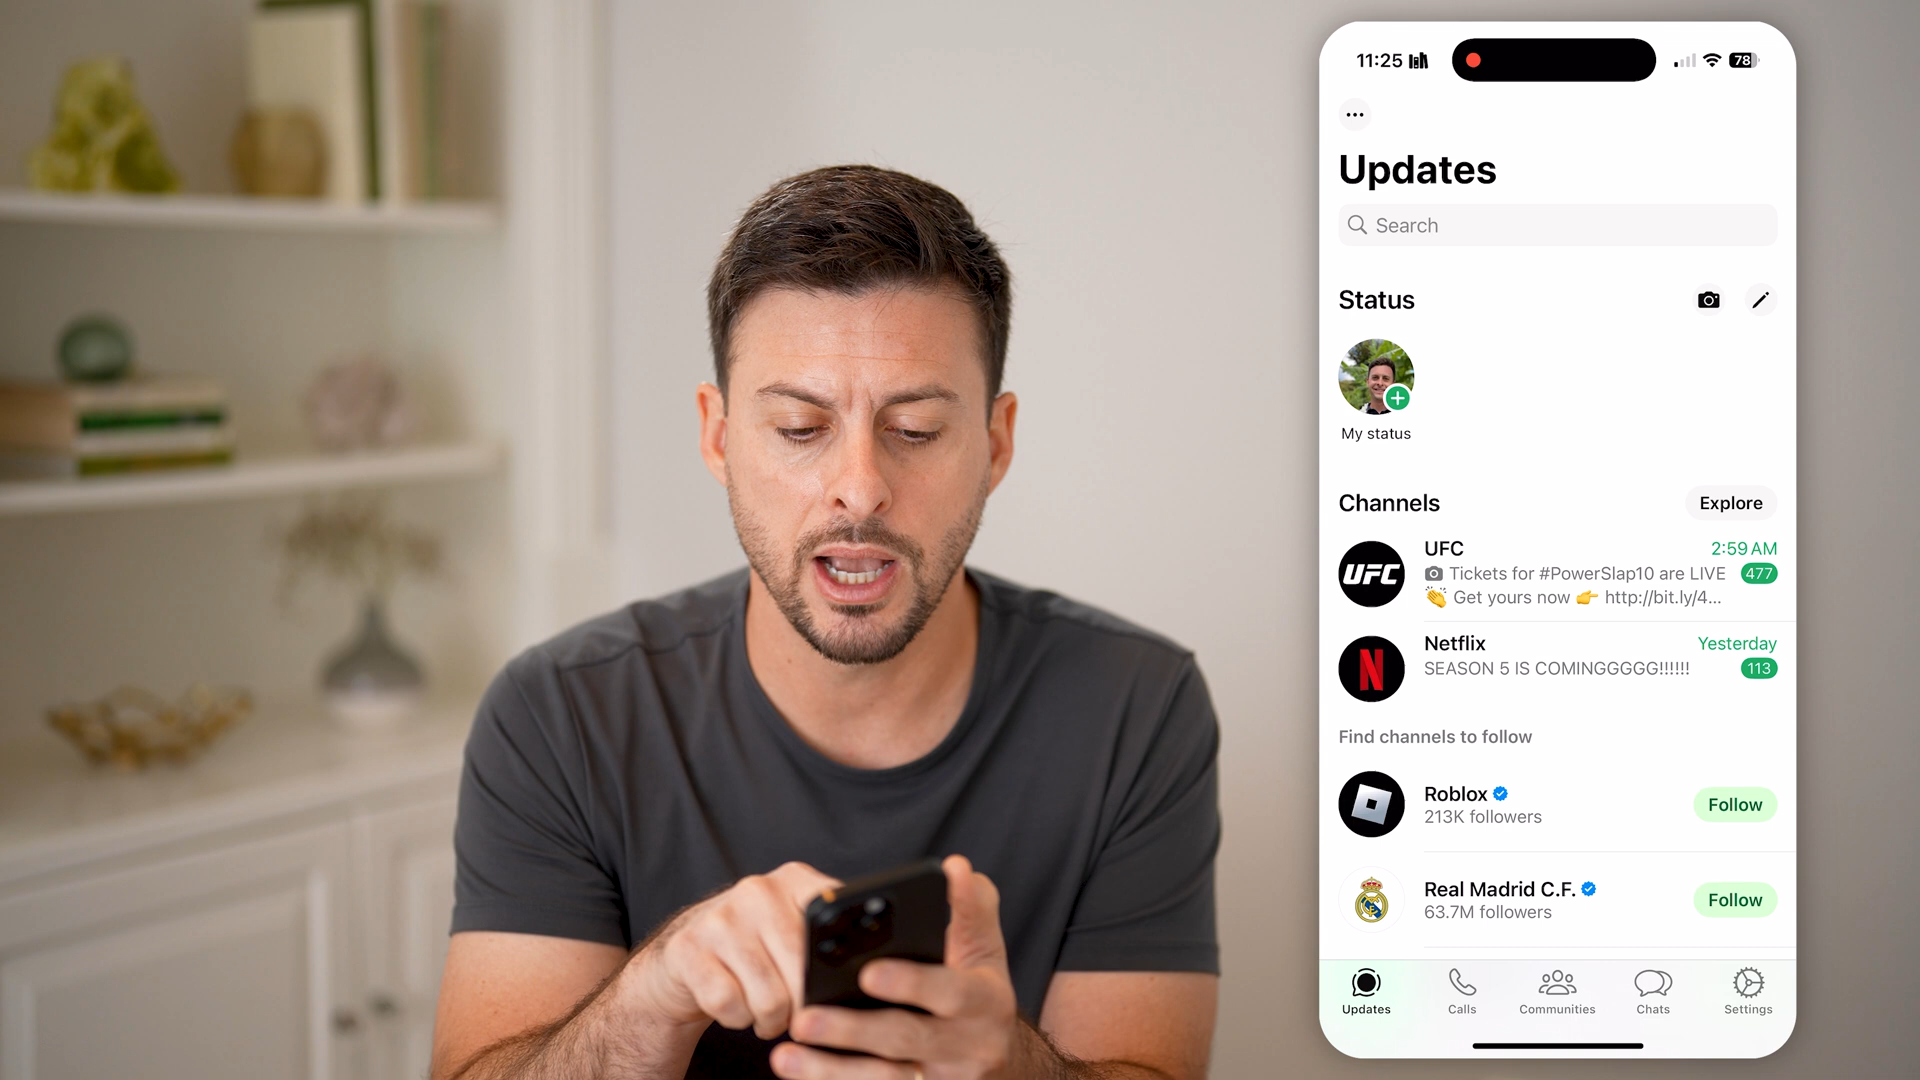 11:25
78
Updates
Search
Status
My status
Channels
Explore
UFC
2:59 AM
UFC
Tickets for #PowerSlap10 are LIVE
477
👏 Get yours now 👉 http://bit.ly/4...
Netflix
Yesterday
N
SEASON 5 IS COMINGGGGG!!!!!!
113
Find channels to follow
Roblox
213K followers
Follow
Real Madrid C.F.
63.7M followers
Follow
Updates
Calls
Communities
Chats
Settings